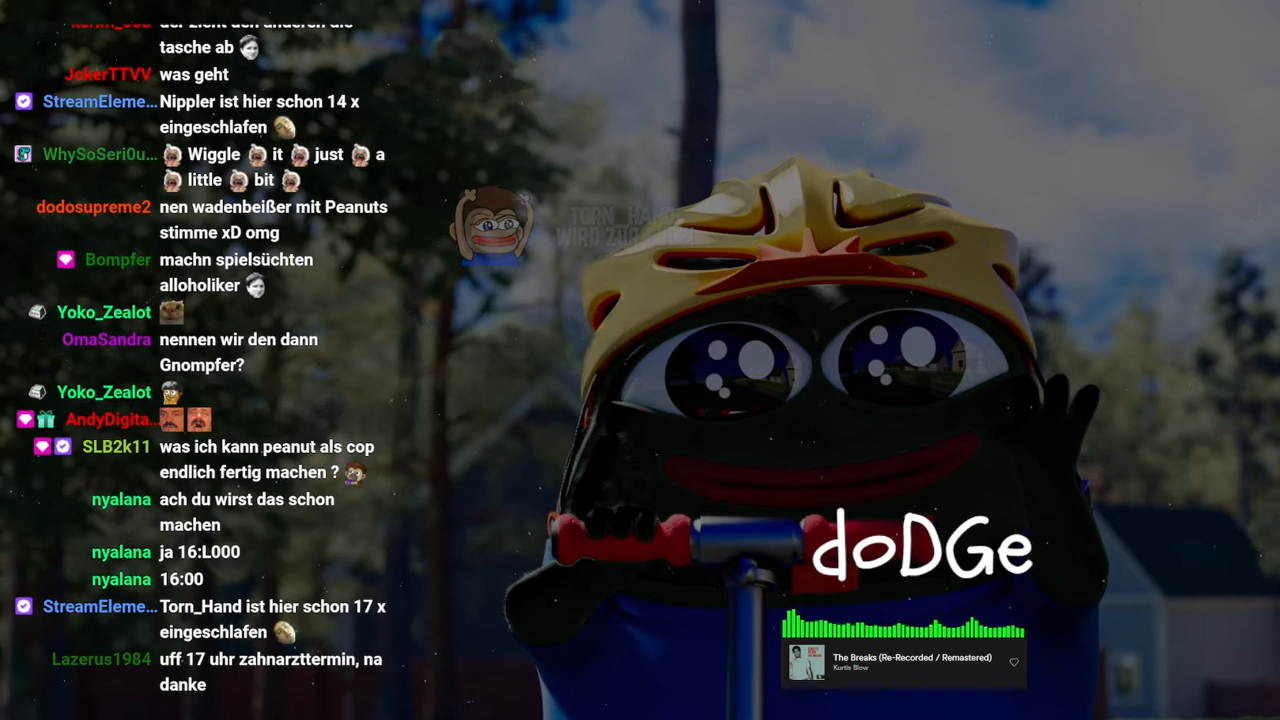 tasche ab
JokerTTVV was geht
StreamEleme... Nippler ist hier schon 14 x
eingeschlafen
WhySoSeri0u... Wiggle it just a
little bit
dodosupreme2 nen wadenbeißer mit Peanuts
stimme xD omg
Bompfer machn spielsüchten
alloholiker
Yoko_Zealot
OmaSandra nennen wir den dann
Gnompfer?
Yoko_Zealot
AndyDigita...
SLB2k11 was ich kann peanut als cop
endlich fertig machen ?
nyalana ach du wirst das schon
machen
nyalana ja 16:L000
nyalana 16:00
StreamEleme... Torn_Hand ist hier schon 17 x
eingeschlafen
Lazerus1984 uff 17 uhr zahnarzttermin, na
danke
TORN_HAND
WIRD
doDGe
The Breaks (Re-Recorded / Remastered)
Kurtis Blow